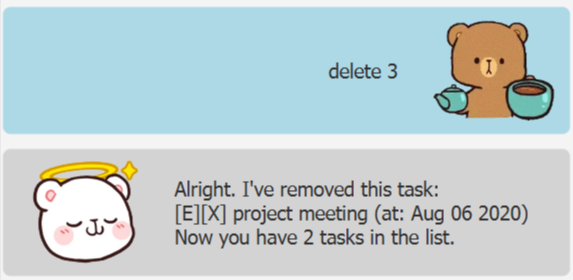 delete 3
Alright. I've removed this task:
[E][X] project meeting (at: Aug 06 2020)
Now you have 2 tasks in the list.